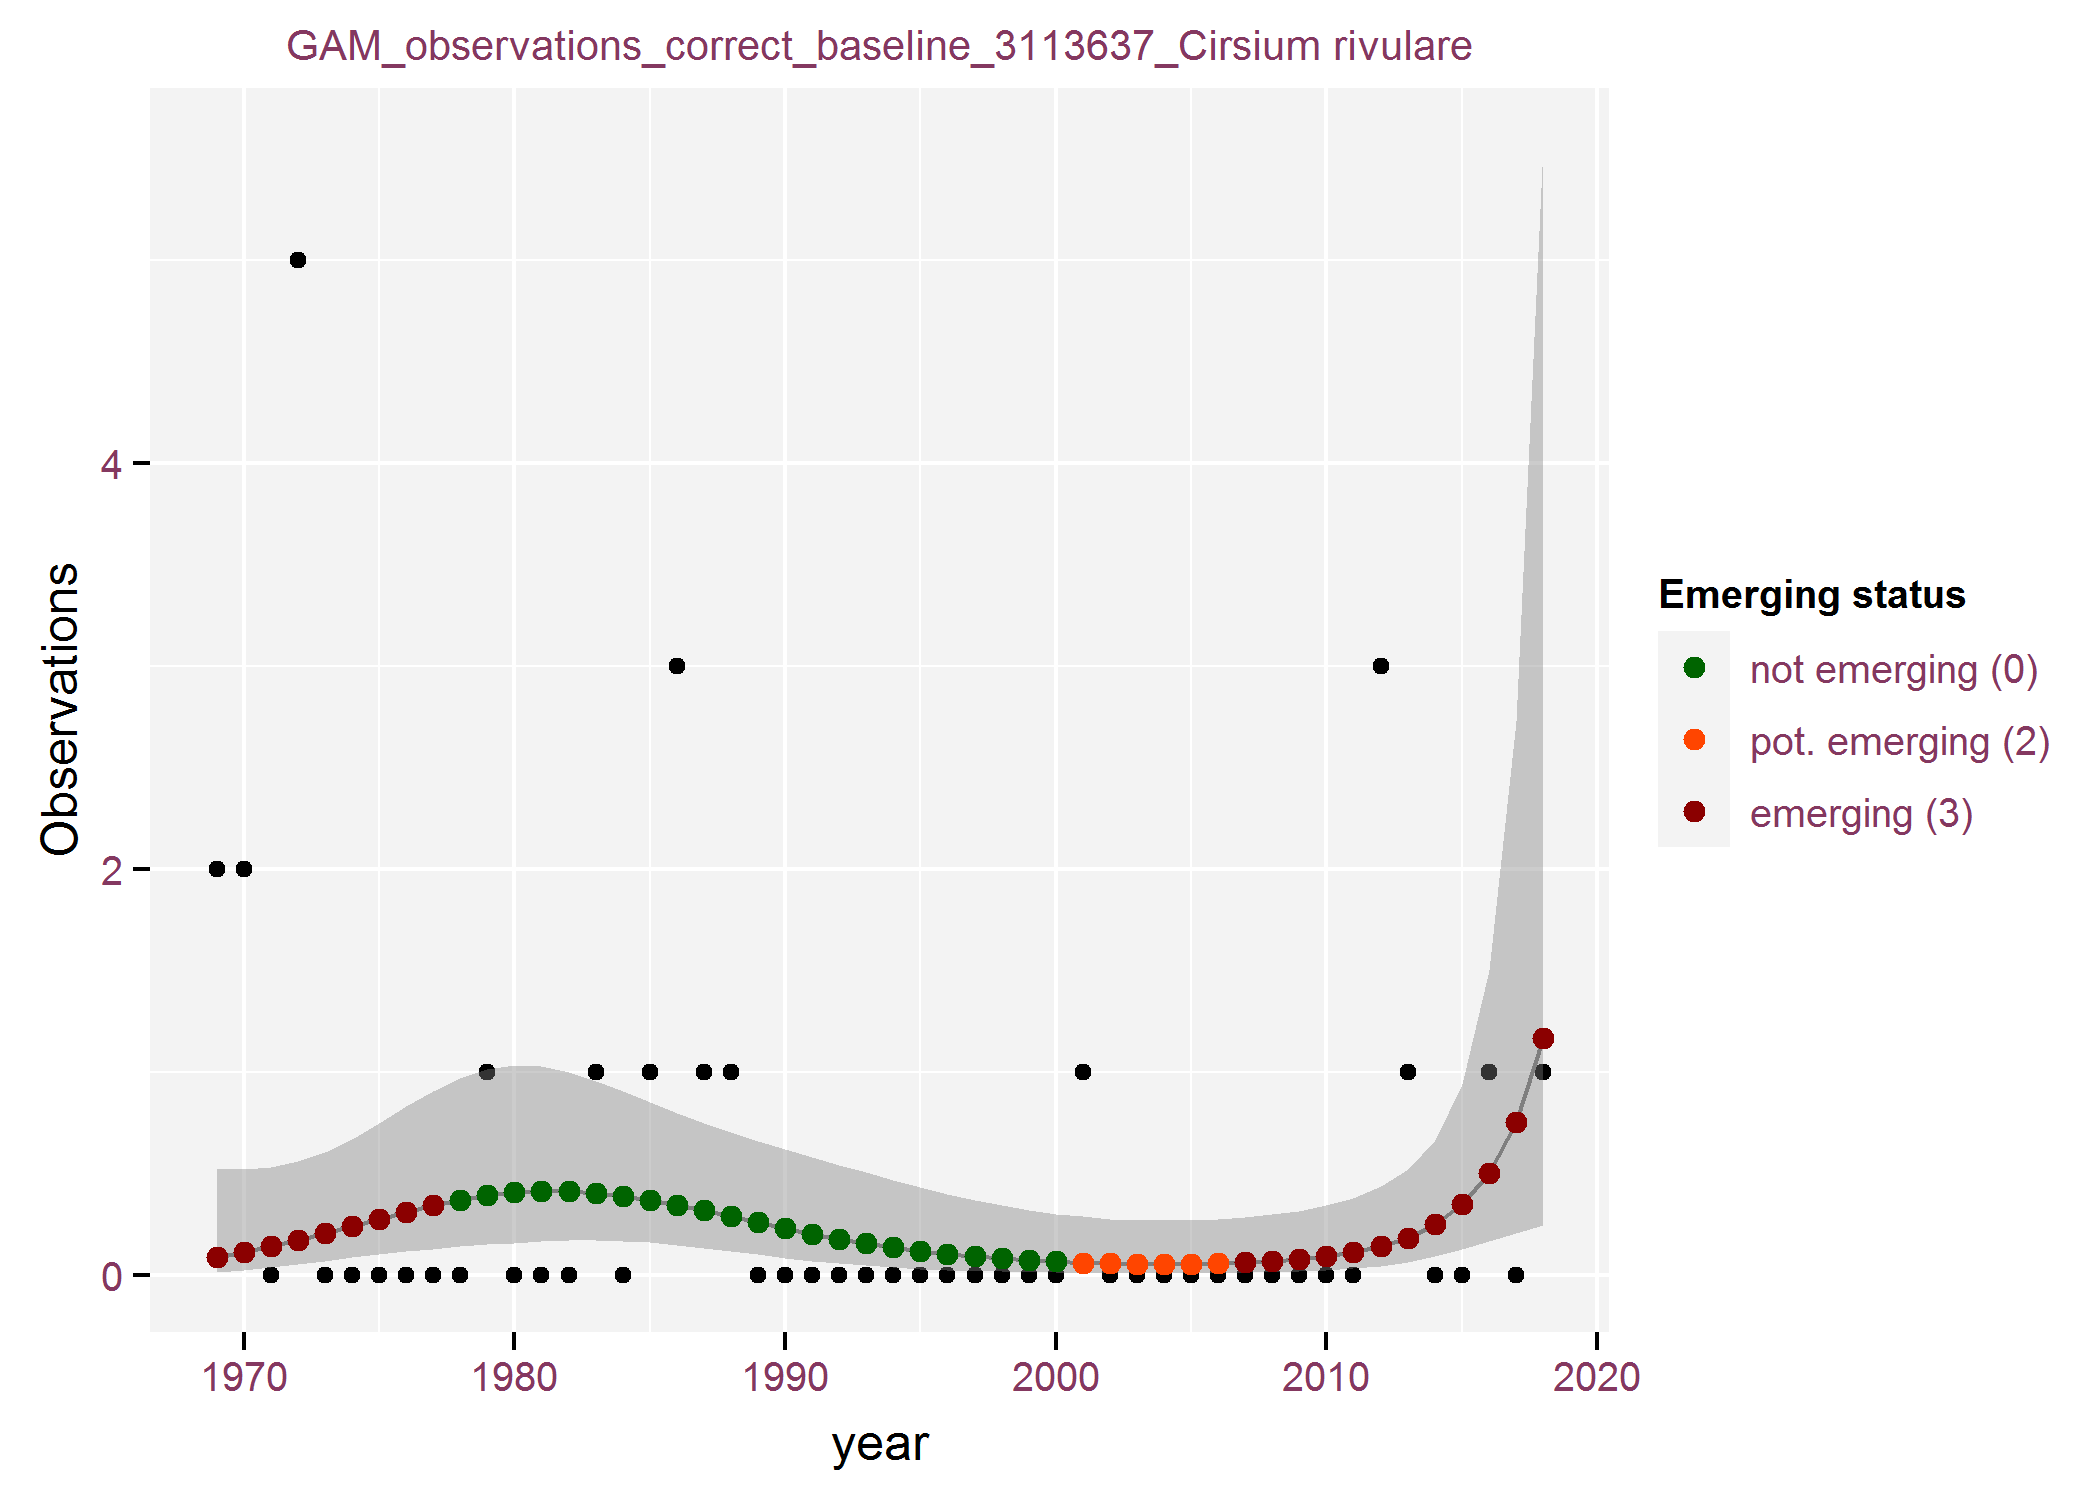 GAM_observations_correct_baseline_3113637_Cirsium rivulare
Observations
4
2
0
1970 1980 1990 2000 2010 2020
year
Emerging status
not emerging (0)
pot. emerging (2)
emerging (3)